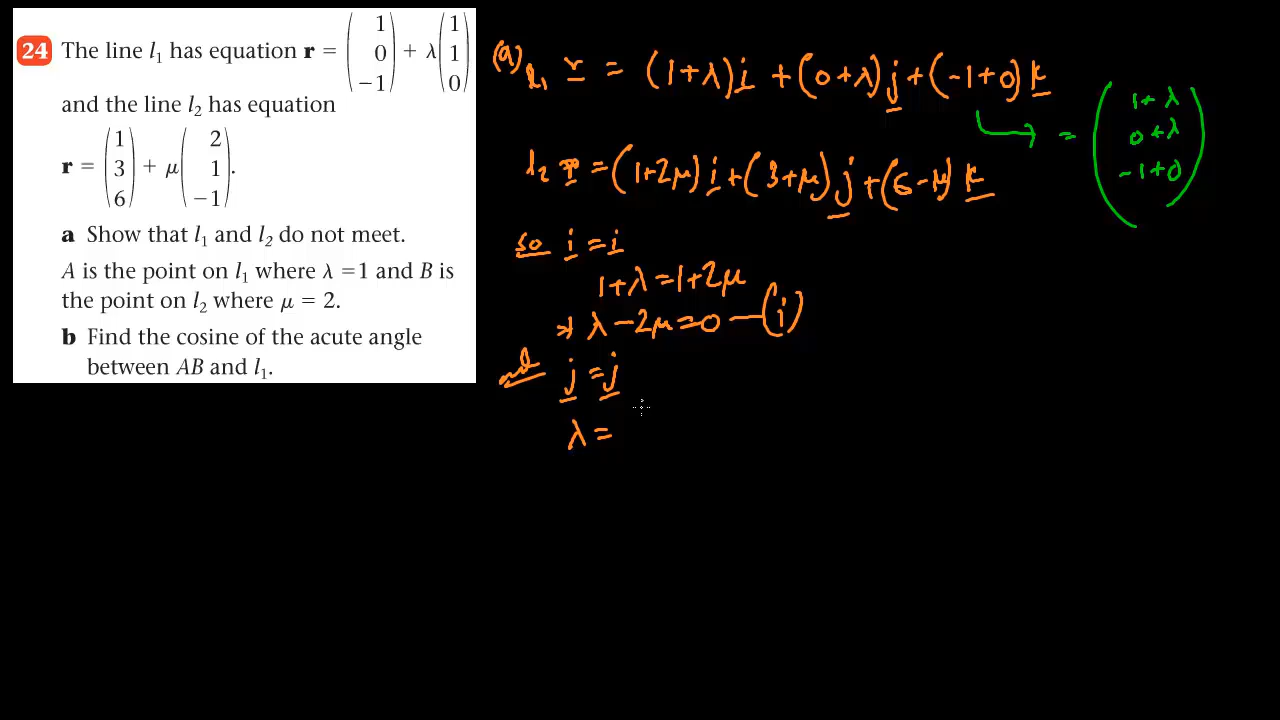 24 The line l₁ has equation r = (1 0 −1) + λ(1 1 0)
and the line l₂ has equation
r = (1 3 6) + μ(2 1 −1).
a Show that l₁ and l₂ do not meet.
A is the point on l₁ where λ = 1 and B is
the point on l₂ where μ = 2.
b Find the cosine of the acute angle
between AB and l₁.
(a) l₁ r = (1+λ)i + (0+λ)j + (-1+0)k
= (1+λ 0+λ -1+0)
l₂ r = (1+2μ)i + (3+μ)j + (6-μ)k
so i = i
1+λ = 1+2μ
⇒ λ - 2μ = 0 — (i)
and j = j
λ =